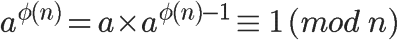 $a^{\phi(n)} = a \times a^{\phi(n)-1} \equiv 1 \, (mod \; n)$